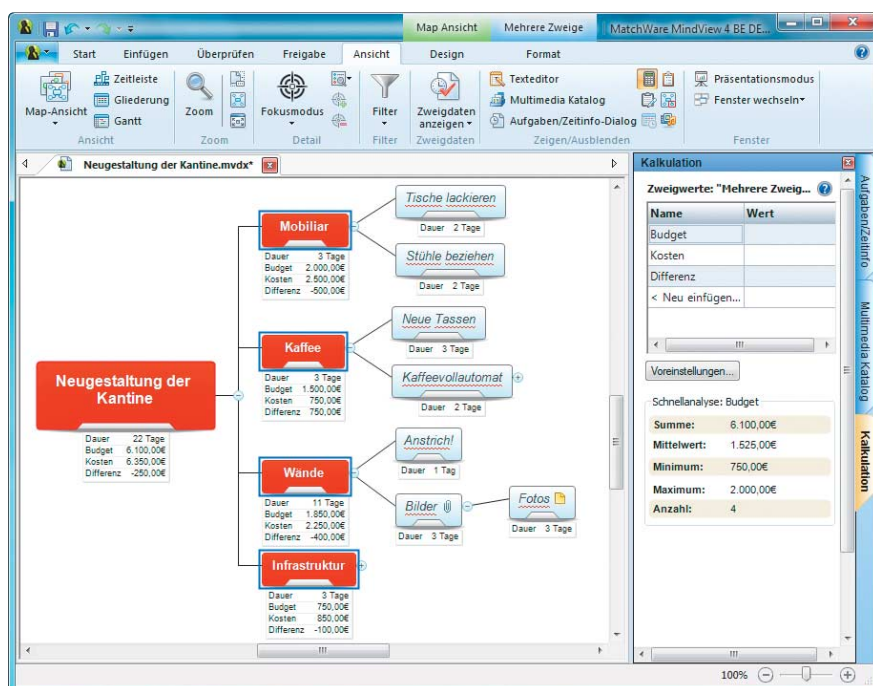 Map Ansicht Mehrere Zweige MatchWare MindView 4 BE DE...
Start Einfügen Überprüfen Freigabe Ansicht Design Format
Map-Ansicht
Zeitleiste
Gliederung
Gantt
Ansicht
Zoom
Zoom
Fokusmodus
Detail
Filter
Filter
Zweigdaten
anzeigen
Zweigdaten
Texteditor
Multimedia Katalog
Aufgaben/Zeitinfo-Dialog
Zeigen/Ausblenden
Präsentationsmodus
Fenster wechseln
Fenster
Neugestaltung der Kantine.mvdx*
Neugestaltung der
Kantine
Dauer 22 Tage
Budget 6.100,00€
Kosten 6.350,00€
Differenz -250,00€
Mobiliar
Dauer 3 Tage
Budget 2.000,00€
Kosten 2.500,00€
Differenz -500,00€
Tische lackieren
Dauer 2 Tage
Stühle beziehen
Dauer 2 Tage
Kaffee
Dauer 3 Tage
Budget 1.500,00€
Kosten 750,00€
Differenz 750,00€
Neue Tassen
Dauer 3 Tage
Kaffeevollautomat
Dauer 2 Tage
Wände
Dauer 11 Tage
Budget 1.850,00€
Kosten 2.250,00€
Differenz -400,00€
Anstrich!
Dauer 1 Tag
Bilder
Dauer 3 Tage
Fotos
Dauer 3 Tage
Infrastruktur
Dauer 3 Tage
Budget 750,00€
Kosten 850,00€
Differenz -100,00€
Kalkulation
Zweigwerte: "Mehrere Zweig...
Name Wert
Budget
Kosten
Differenz
< Neu einfügen...
Voreinstellungen...
Schnellanalyse: Budget
Summe: 6.100,00€
Mittelwert: 1.525,00€
Minimum: 750,00€
Maximum: 2.000,00€
Anzahl: 4
Aufgaben/Zeitinfo
Multimedia Katalog
Kalkulation
100%